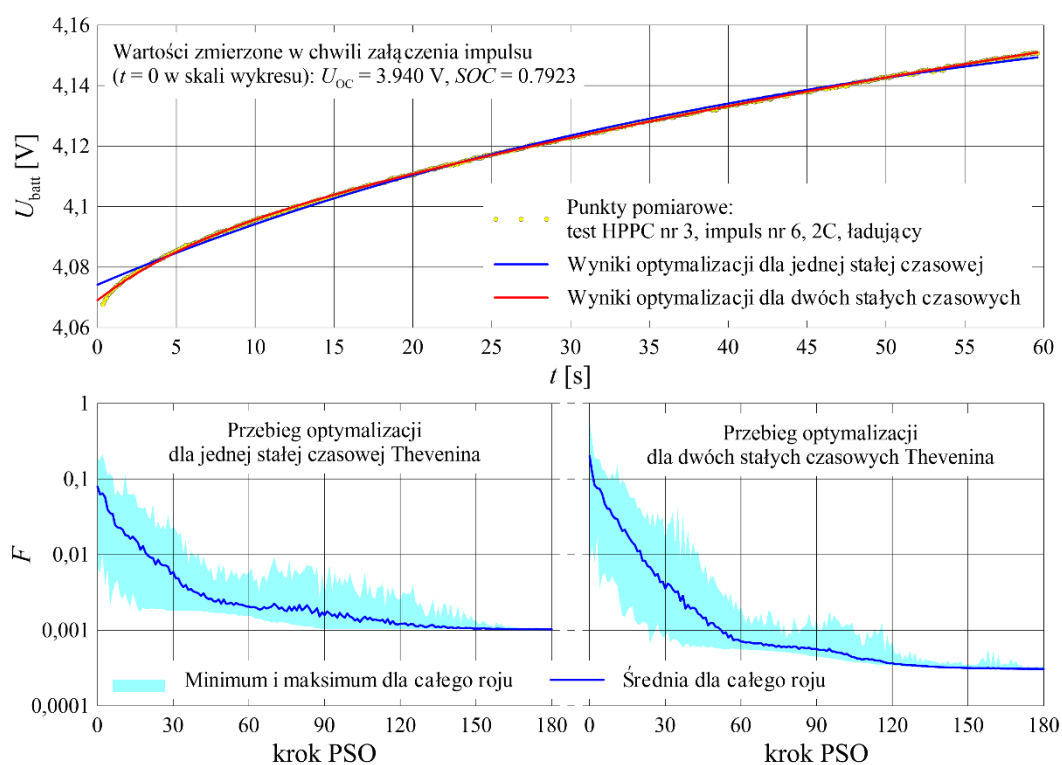 4,16
4,14
4,12
4,1
4,08
4,06
U_batt [V]
Wartości zmierzone w chwili załączenia impulsu
(t = 0 w skali wykresu): U_OC = 3.940 V, SOC = 0.7923
Punkty pomiarowe:
test HPPC nr 3, impuls nr 6, 2C, ładujący
Wyniki optymalizacji dla jednej stałej czasowej
Wyniki optymalizacji dla dwóch stałych czasowych
0 5 10 15 20 25 30 35 40 45 50 55 60
t [s]
1
0,1
0,01
0,001
0,0001
F
Przebieg optymalizacji
dla jednej stałej czasowej Thevenina
Przebieg optymalizacji
dla dwóch stałych czasowych Thevenina
Minimum i maksimum dla całego roju
Średnia dla całego roju
0 30 60 90 120 150 180
0 30 60 90 120 150 180
krok PSO
krok PSO